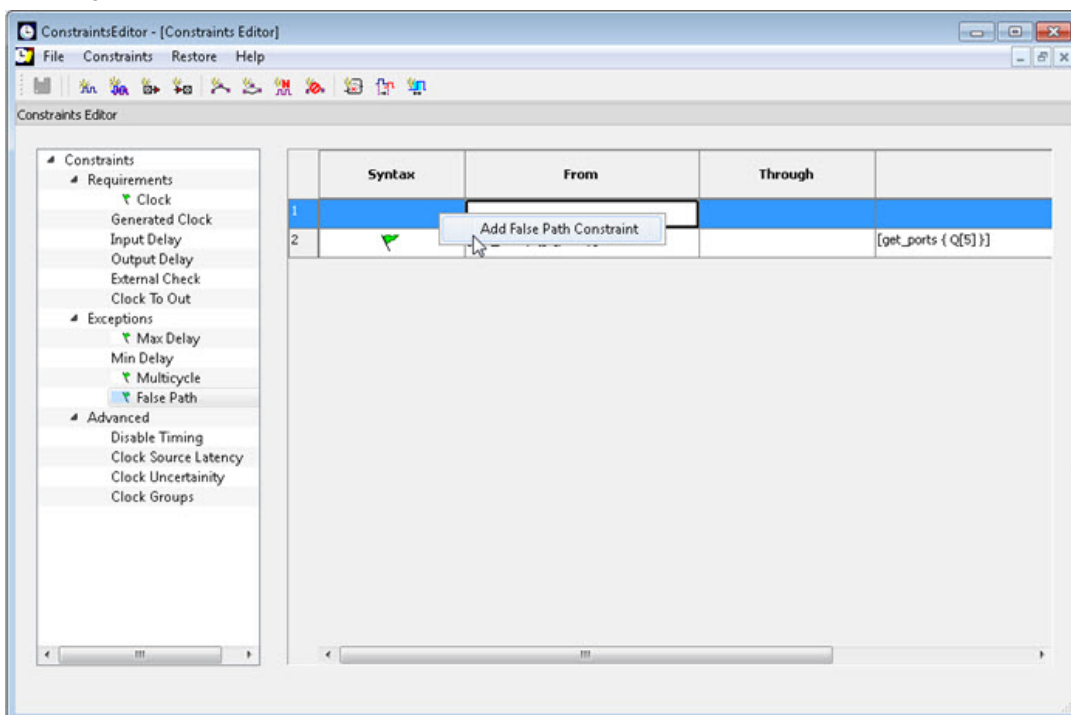 ConstraintsEditor - [Constraints Editor]
File Constraints Restore Help
Constraints Editor
Constraints
Requirements
Clock
Generated Clock
Input Delay
Output Delay
External Check
Clock To Out
Exceptions
Max Delay
Min Delay
Multicycle
False Path
Advanced
Disable Timing
Clock Source Latency
Clock Uncertainity
Clock Groups
Syntax From Through
1
Add False Path Constraint
2 [get_ports { Q[5] }]